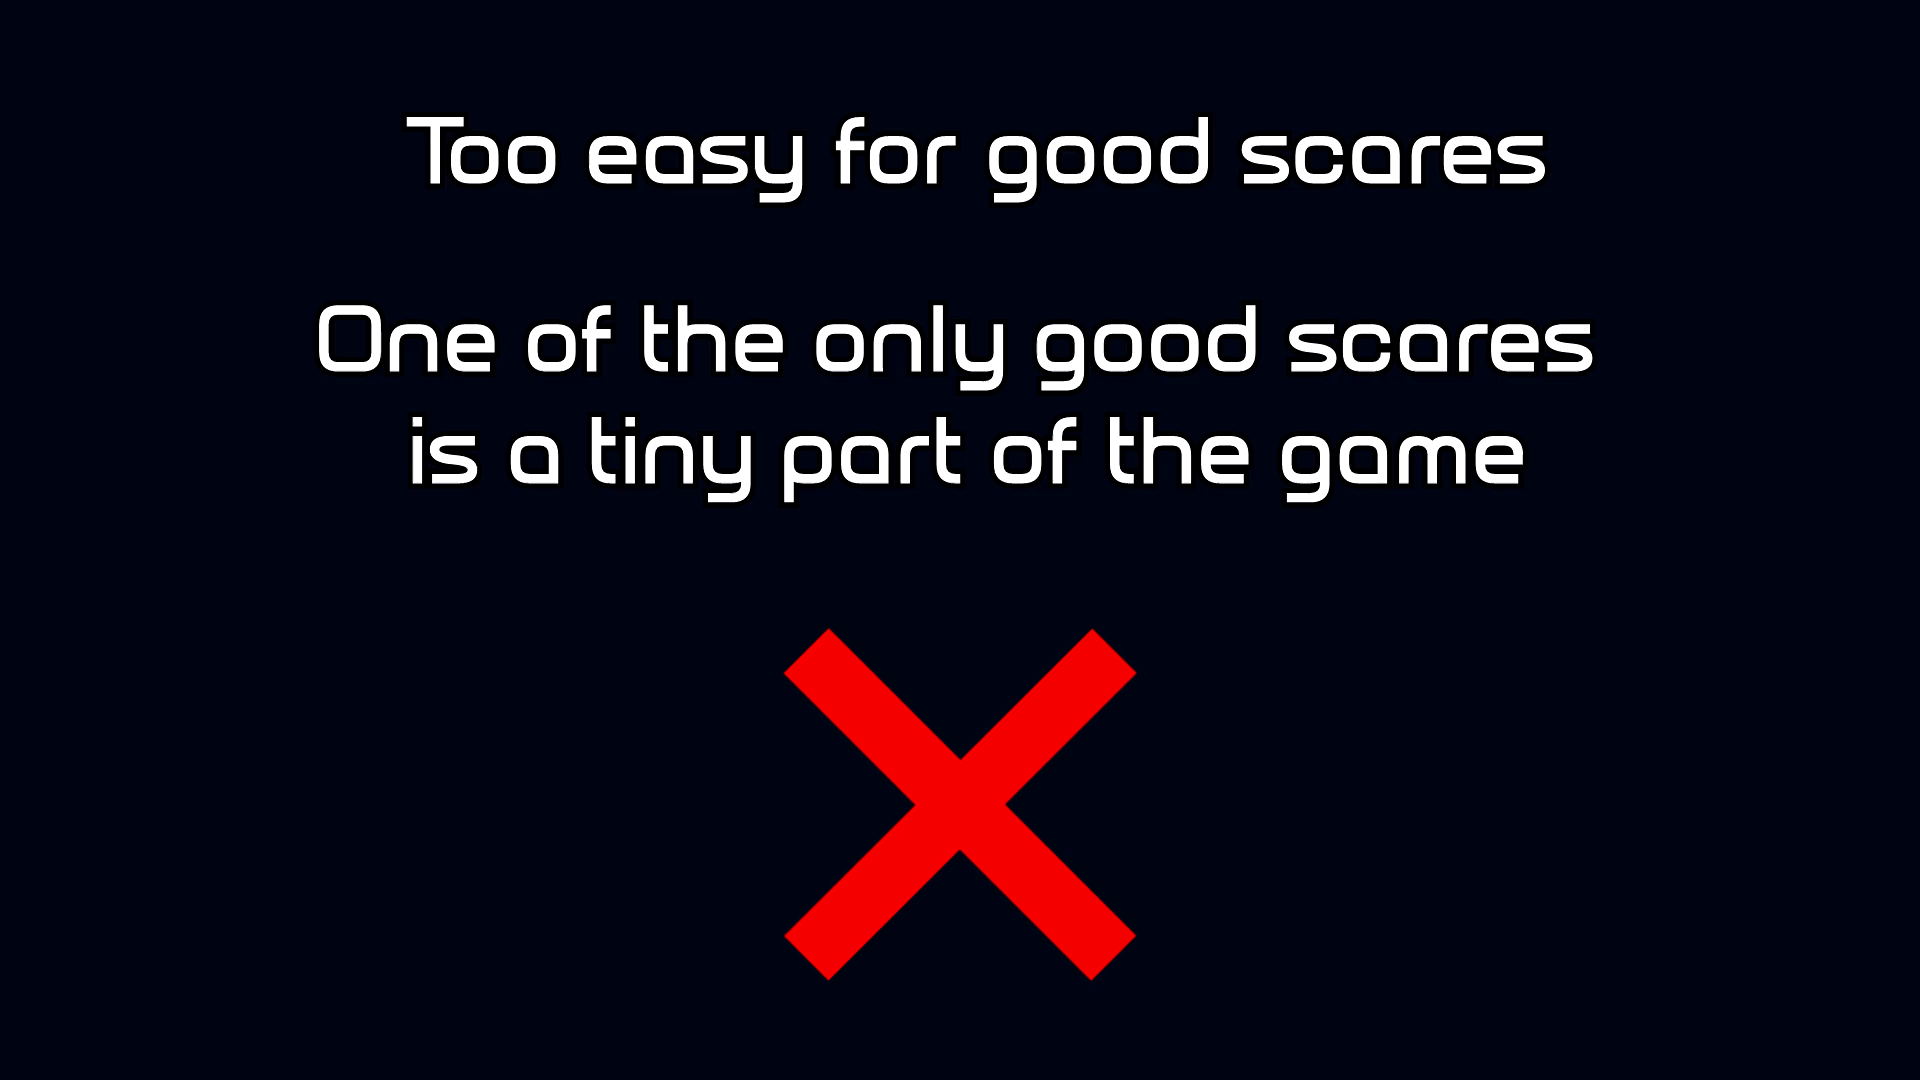 Too easy for good scares
One of the only good scares
is a tiny part of the game